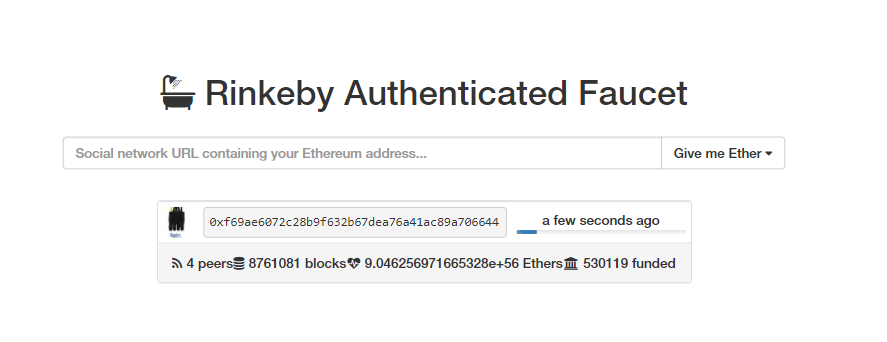 Rinkeby Authenticated Faucet
Social network URL containing your Ethereum address... Give me Ether
0xf69ae6072c28b9f632b67dea76a41ac89a706644 a few seconds ago
4 peers 8761081 blocks 9.046256971665328e+56 Ethers 530119 funded